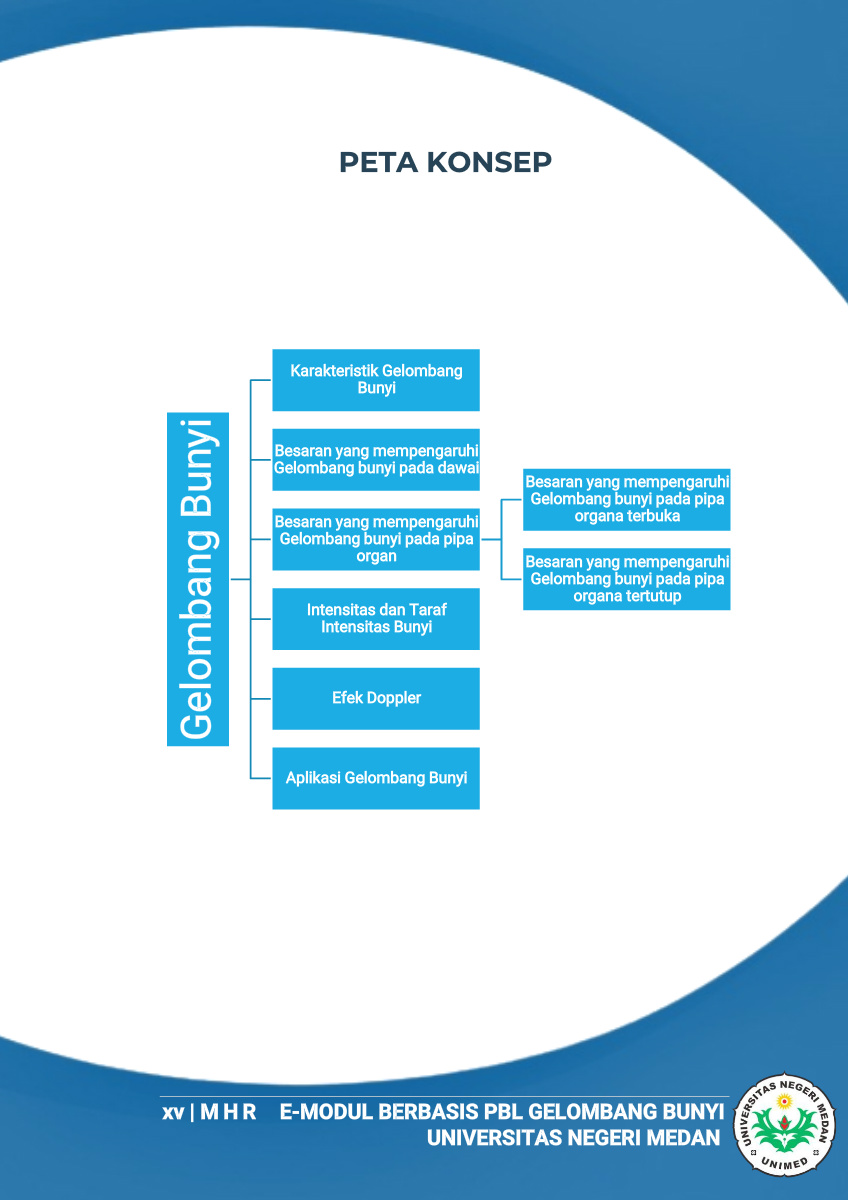 PETA KONSEP
Gelombang Bunyi
Karakteristik Gelombang
Bunyi
Besaran yang mempengaruhi
Gelombang bunyi pada dawai
Besaran yang mempengaruhi
Gelombang bunyi pada pipa
organ
Besaran yang mempengaruhi
Gelombang bunyi pada pipa
organa terbuka
Besaran yang mempengaruhi
Gelombang bunyi pada pipa
organa tertutup
Intensitas dan Taraf
Intensitas Bunyi
Efek Doppler
Aplikasi Gelombang Bunyi
xv | M H R E-MODUL BERBASIS PBL GELOMBANG BUNYI
UNIVERSITAS NEGERI MEDAN
UNIVERSITAS NEGERI MEDAN
UNIMED